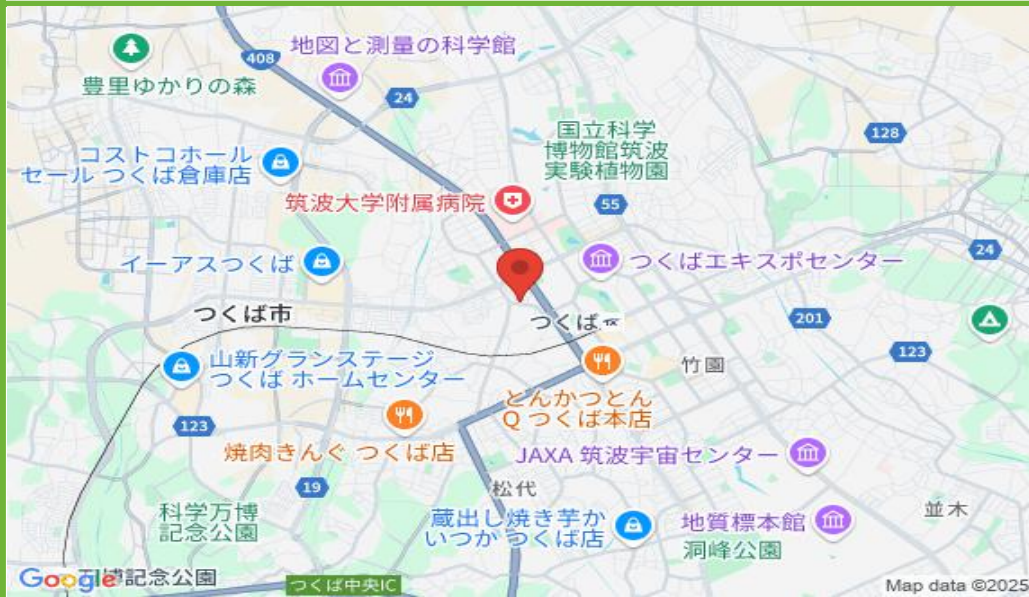 408
地図と測量の科学館
豊里ゆかりの森
24
国立科学
博物館筑波
実験植物園
128
コストコホール
セール つくば倉庫店
筑波大学附属病院
55
イーアスつくば
つくばエキスポセンター
24
つくば市
つくば
201
123
山新グランステージ
つくば ホームセンター
竹園
とんかつとん
Q つくば本店
123
焼肉きんぐ つくば店
JAXA 筑波宇宙センター
19
松代
科学万博
記念公園
蔵出し焼き芋か
いつか つくば店
地質標本館
並木
洞峰公園
Google
博記念公園
つくば中央IC
Map data ©2025